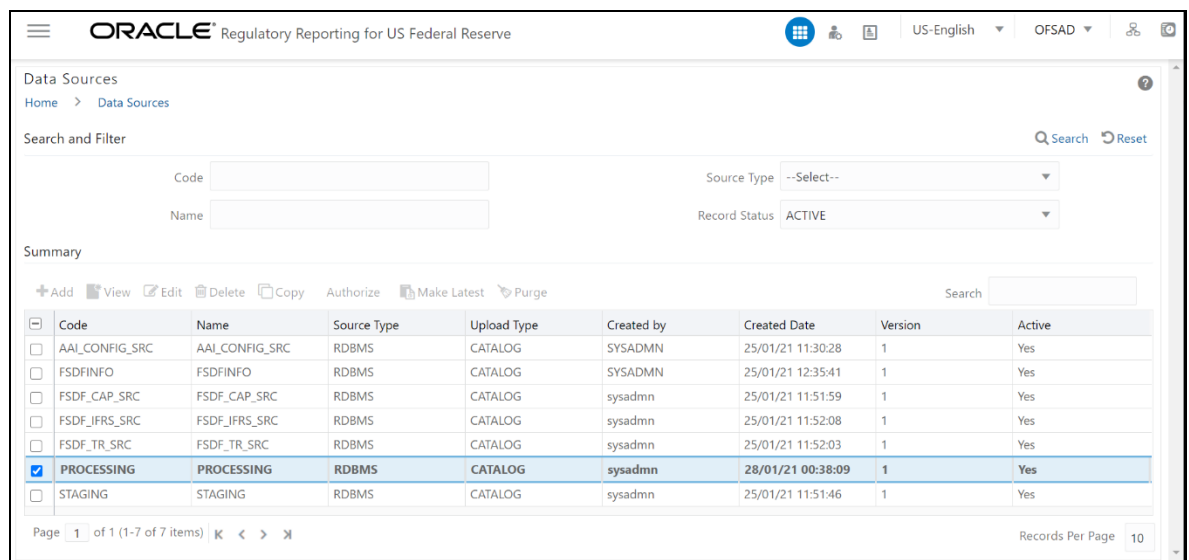 ORACLE® Regulatory Reporting for US Federal Reserve US-English OFSAD
Data Sources
Home > Data Sources
Search and Filter Search Reset
Code Source Type --Select--
Name Record Status ACTIVE
Summary
Add View Edit Delete Copy Authorize Make Latest Purge Search
Code Name Source Type Upload Type Created by Created Date Version Active
AAI_CONFIG_SRC AAI_CONFIG_SRC RDBMS CATALOG SYSADMN 25/01/21 11:30:28 1 Yes
FSDFINFO FSDFINFO RDBMS CATALOG SYSADMN 25/01/21 12:35:41 1 Yes
FSDF_CAP_SRC FSDF_CAP_SRC RDBMS CATALOG sysadmn 25/01/21 11:51:59 1 Yes
FSDF_IFRS_SRC FSDF_IFRS_SRC RDBMS CATALOG sysadmn 25/01/21 11:52:08 1 Yes
FSDF_TR_SRC FSDF_TR_SRC RDBMS CATALOG sysadmn 25/01/21 11:52:03 1 Yes
PROCESSING PROCESSING RDBMS CATALOG sysadmn 28/01/21 00:38:09 1 Yes
STAGING STAGING RDBMS CATALOG sysadmn 25/01/21 11:51:46 1 Yes
Page 1 of 1 (1-7 of 7 items) Records Per Page 10